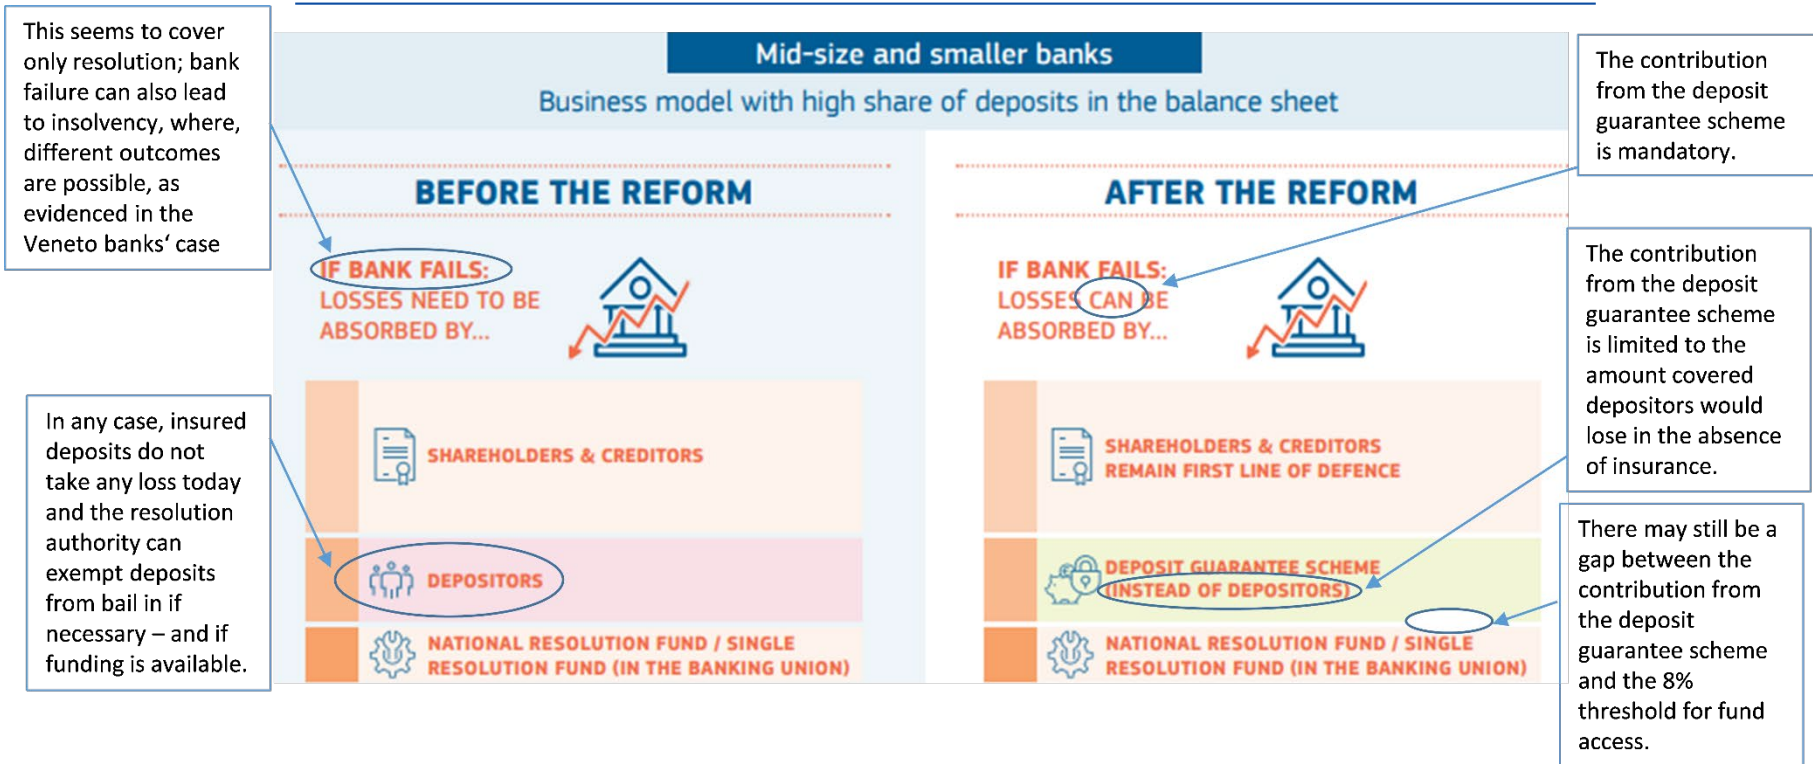 This seems to cover
only resolution; bank
failure can also lead
to insolvency, where,
different outcomes
are possible, as
evidenced in the
Veneto banks‘ case
In any case, insured
deposits do not
take any loss today
and the resolution
authority can
exempt deposits
from bail in if
necessary – and if
funding is available.
Mid-size and smaller banks
Business model with high share of deposits in the balance sheet
BEFORE THE REFORM
IF BANK FAILS:
LOSSES NEED TO BE
ABSORBED BY...
SHAREHOLDERS & CREDITORS
DEPOSITORS
NATIONAL RESOLUTION FUND / SINGLE
RESOLUTION FUND (IN THE BANKING UNION)
AFTER THE REFORM
IF BANK FAILS:
LOSSES CAN BE
ABSORBED BY...
SHAREHOLDERS & CREDITORS
REMAIN FIRST LINE OF DEFENCE
DEPOSIT GUARANTEE SCHEME
(INSTEAD OF DEPOSITORS)
NATIONAL RESOLUTION FUND / SINGLE
RESOLUTION FUND (IN THE BANKING UNION)
The contribution
from the deposit
guarantee scheme
is mandatory.
The contribution
from the deposit
guarantee scheme
is limited to the
amount covered
depositors would
lose in the absence
of insurance.
There may still be a
gap between the
contribution from
the deposit
guarantee scheme
and the 8%
threshold for fund
access.